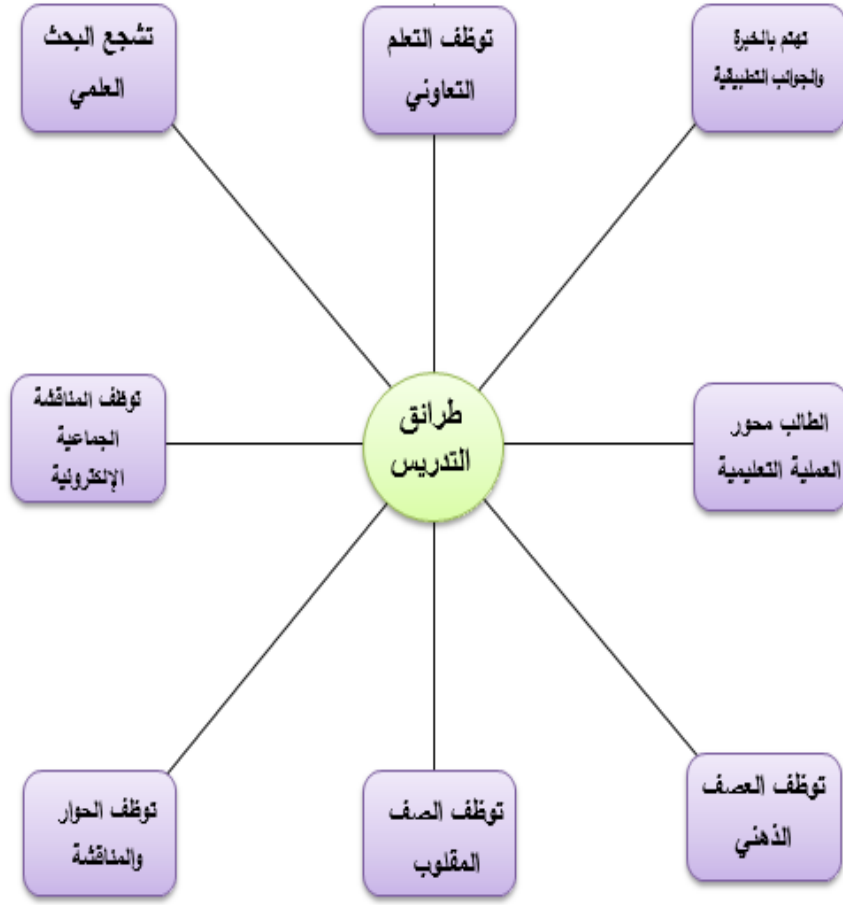 تهتم بالخبرة
والجوانب التطبيقية
توظف التعلم
التعاوني
تشجع البحث
العلمي
الطالب محور
العملية التعليمية
طرائق
التدريس
توظف المناقشة
الجماعية
الإلكترونية
توظف العصف
الذهني
توظف الصف
المقلوب
توظف الحوار
والمناقشة